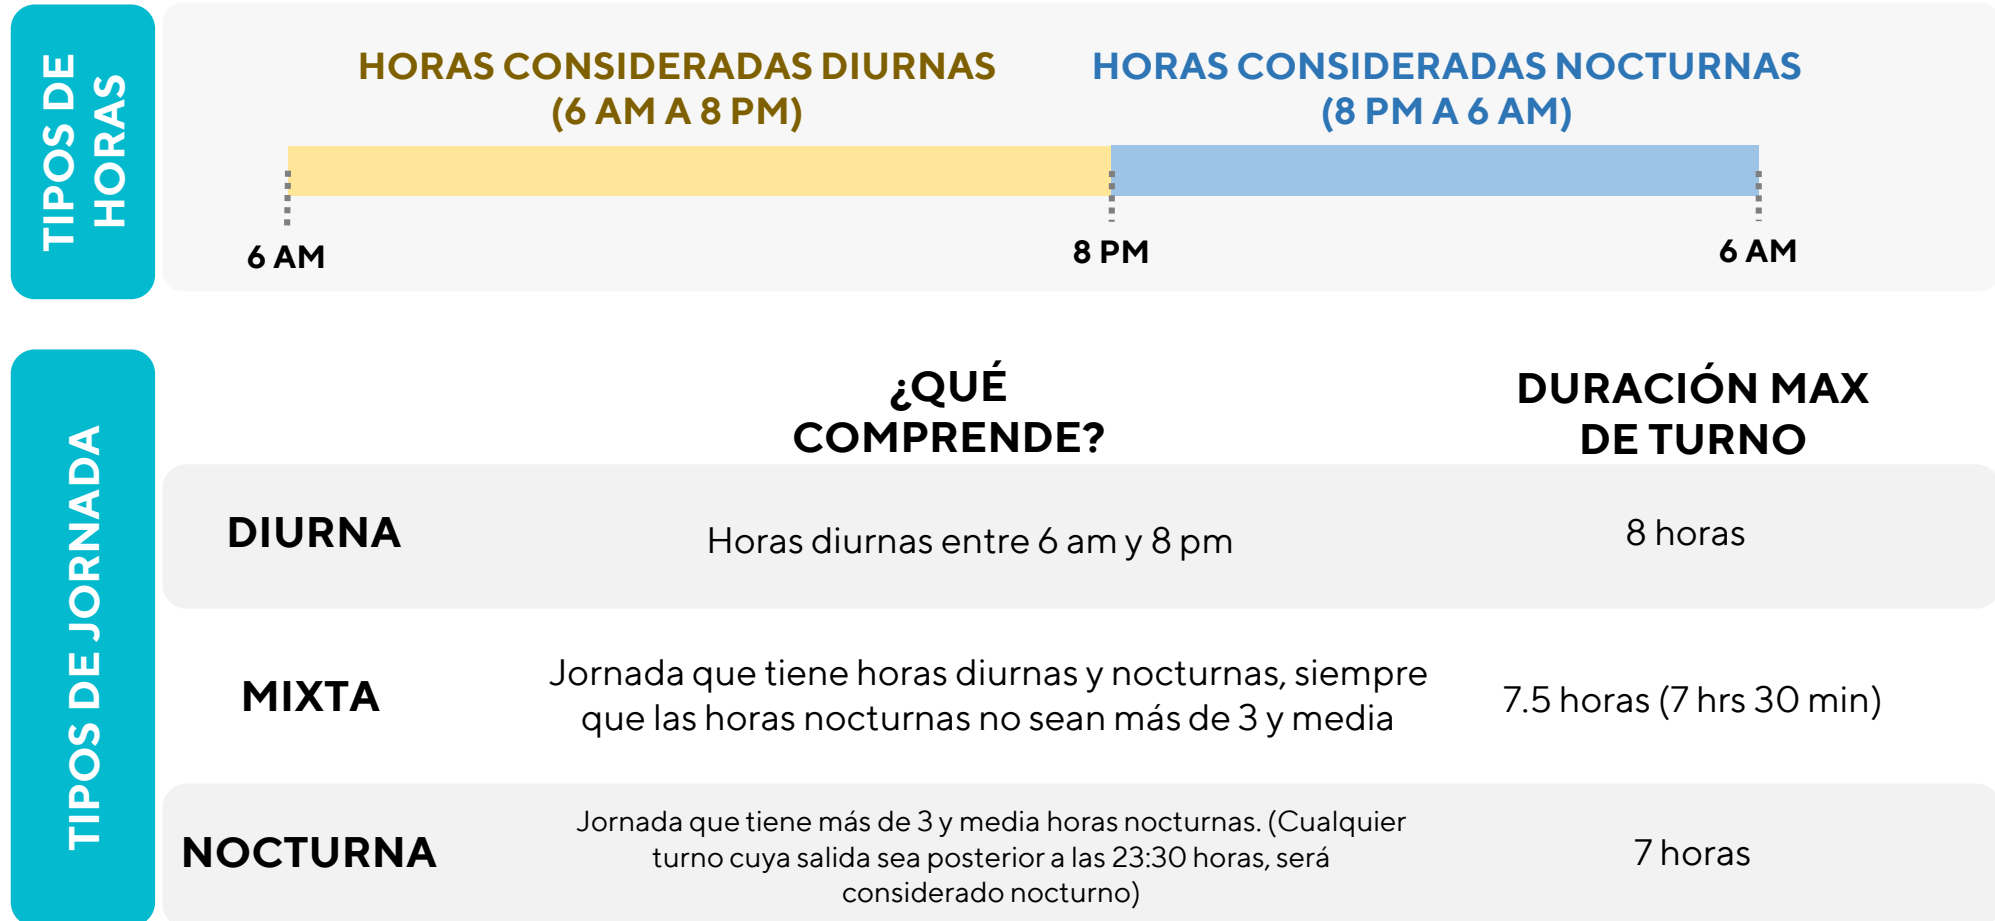 TIPOS DE
HORAS
HORAS CONSIDERADAS DIURNAS
(6 AM A 8 PM)
HORAS CONSIDERADAS NOCTURNAS
(8 PM A 6 AM)
6 AM
8 PM
6 AM
TIPOS DE JORNADA
¿QUÉ
COMPRENDE?
DURACIÓN MAX
DE TURNO
DIURNA
Horas diurnas entre 6 am y 8 pm
8 horas
MIXTA
Jornada que tiene horas diurnas y nocturnas, siempre
que las horas nocturnas no sean más de 3 y media
7.5 horas (7 hrs 30 min)
NOCTURNA
Jornada que tiene más de 3 y media horas nocturnas. (Cualquier
turno cuya salida sea posterior a las 23:30 horas, será
considerado nocturno)
7 horas